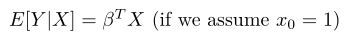 E[Y|X] = β^T X (if we assume x_0 = 1)